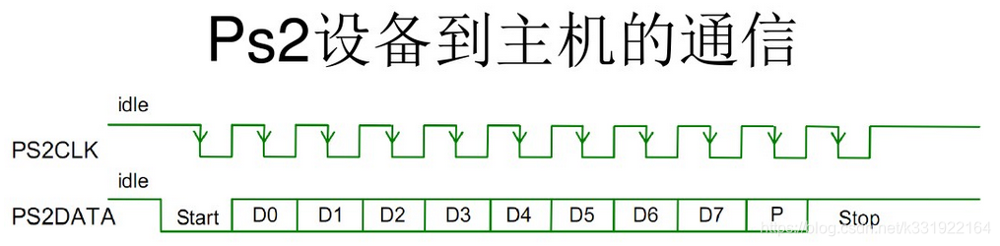 Ps2设备到主机的通信
idle
PS2CLK
idle
PS2DATA Start D0 D1 D2 D3 D4 D5 D6 D7 P Stop
https://blog.csdn.net/k331922164